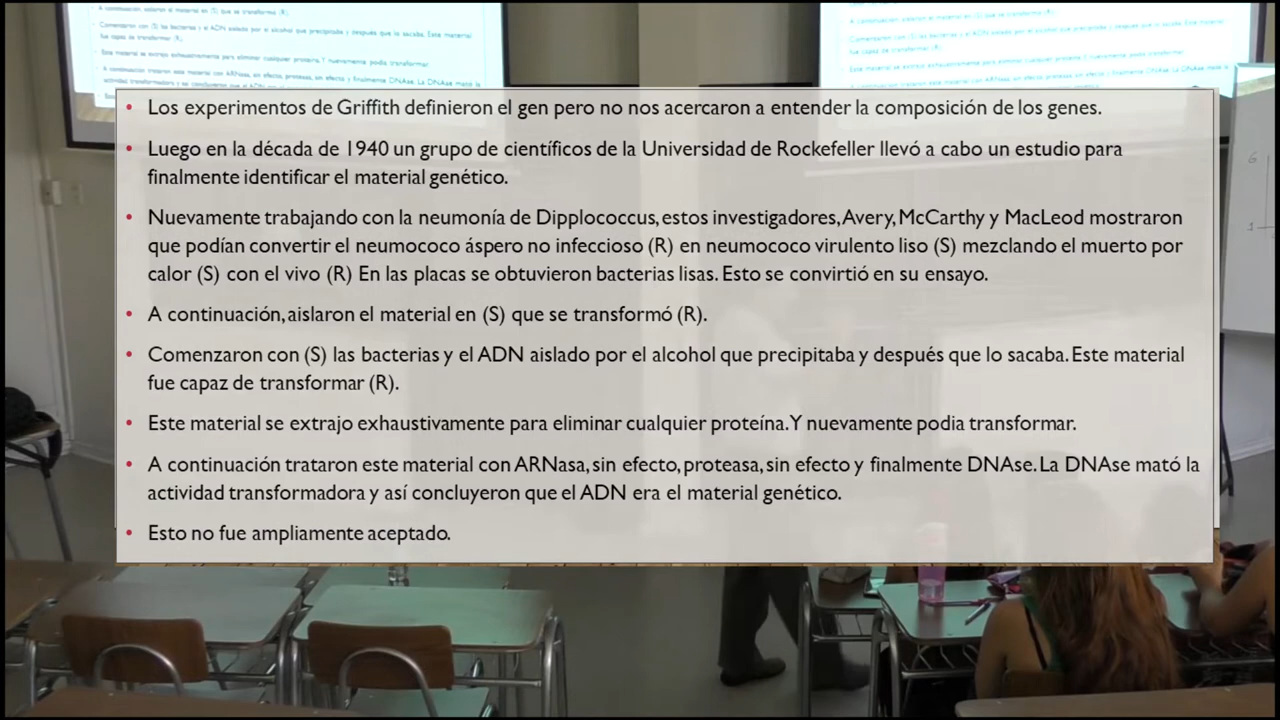 A continuación, aislaron el material en (S) que se transformó (R).
• Los experimentos de Griffith definieron el gen pero no nos acercaron a entender la composición de los genes.
• Luego en la década de 1940 un grupo de científicos de la Universidad de Rockefeller llevó a cabo un estudio para
finalmente identificar el material genético.
• Nuevamente trabajando con la neumonía de Dipplococcus, estos investigadores, Avery, McCarthy y MacLeod mostraron
que podían convertir el neumococo áspero no infeccioso (R) en neumococo virulento liso (S) mezclando el muerto por
calor (S) con el vivo (R) En las placas se obtuvieron bacterias lisas. Esto se convirtió en su ensayo.
• A continuación, aislaron el material en (S) que se transformó (R).
• Comenzaron con (S) las bacterias y el ADN aislado por el alcohol que precipitaba y después que lo sacaba. Este material
fue capaz de transformar (R).
• Este material se extrajo exhaustivamente para eliminar cualquier proteína. Y nuevamente podia transformar.
• A continuación trataron este material con ARNasa, sin efecto, proteasa, sin efecto y finalmente DNAse. La DNAse mató la
actividad transformadora y así concluyeron que el ADN era el material genético.
• Esto no fue ampliamente aceptado.